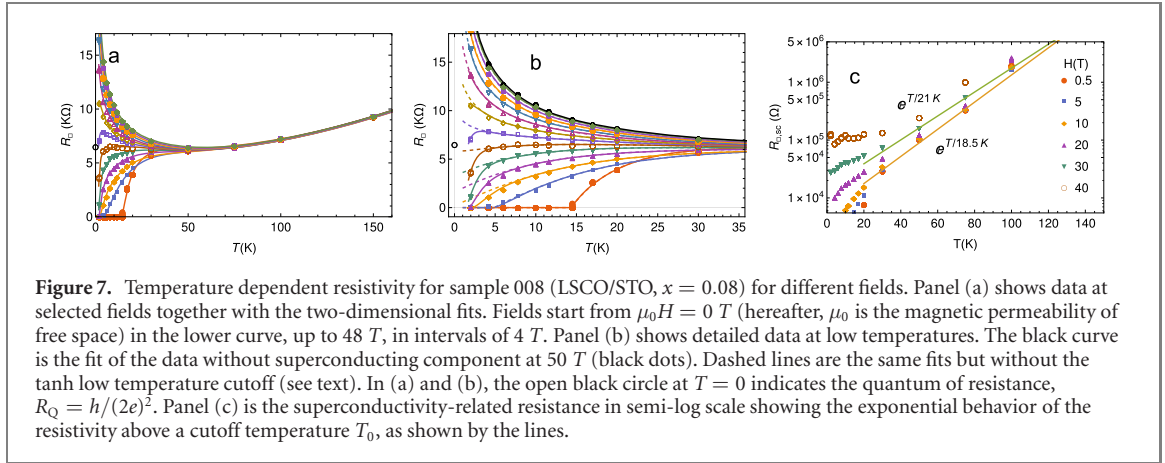 a
b
c
R□ (KΩ)
15
10
5
0
0
50
100
150
T(K)
R□ (KΩ)
15
10
5
0
0
5
10
15
20
25
30
35
T(K)
R□,sc
5×10⁶
1×10⁶
5×10⁵
1×10⁵
5×10⁴
1×10⁴
0
20
40
60
80
100
120
140
T(K)
e^T/21 K
e^T/18.5 K
H(T)
0.5
5
10
20
30
40
Figure 7. Temperature dependent resistivity for sample 008 (LSCO/STO, x = 0.08) for different fields. Panel (a) shows data at
selected fields together with the two-dimensional fits. Fields start from μ₀H = 0 T (hereafter, μ₀ is the magnetic permeability of
free space) in the lower curve, up to 48 T, in intervals of 4 T. Panel (b) shows detailed data at low temperatures. The black curve
is the fit of the data without superconducting component at 50 T (black dots). Dashed lines are the same fits but without the
tanh low temperature cutoff (see text). In (a) and (b), the open black circle at T = 0 indicates the quantum of resistance,
R_Q = h/(2e)². Panel (c) is the superconductivity-related resistance in semi-log scale showing the exponential behavior of the
resistivity above a cutoff temperature T₀, as shown by the lines.